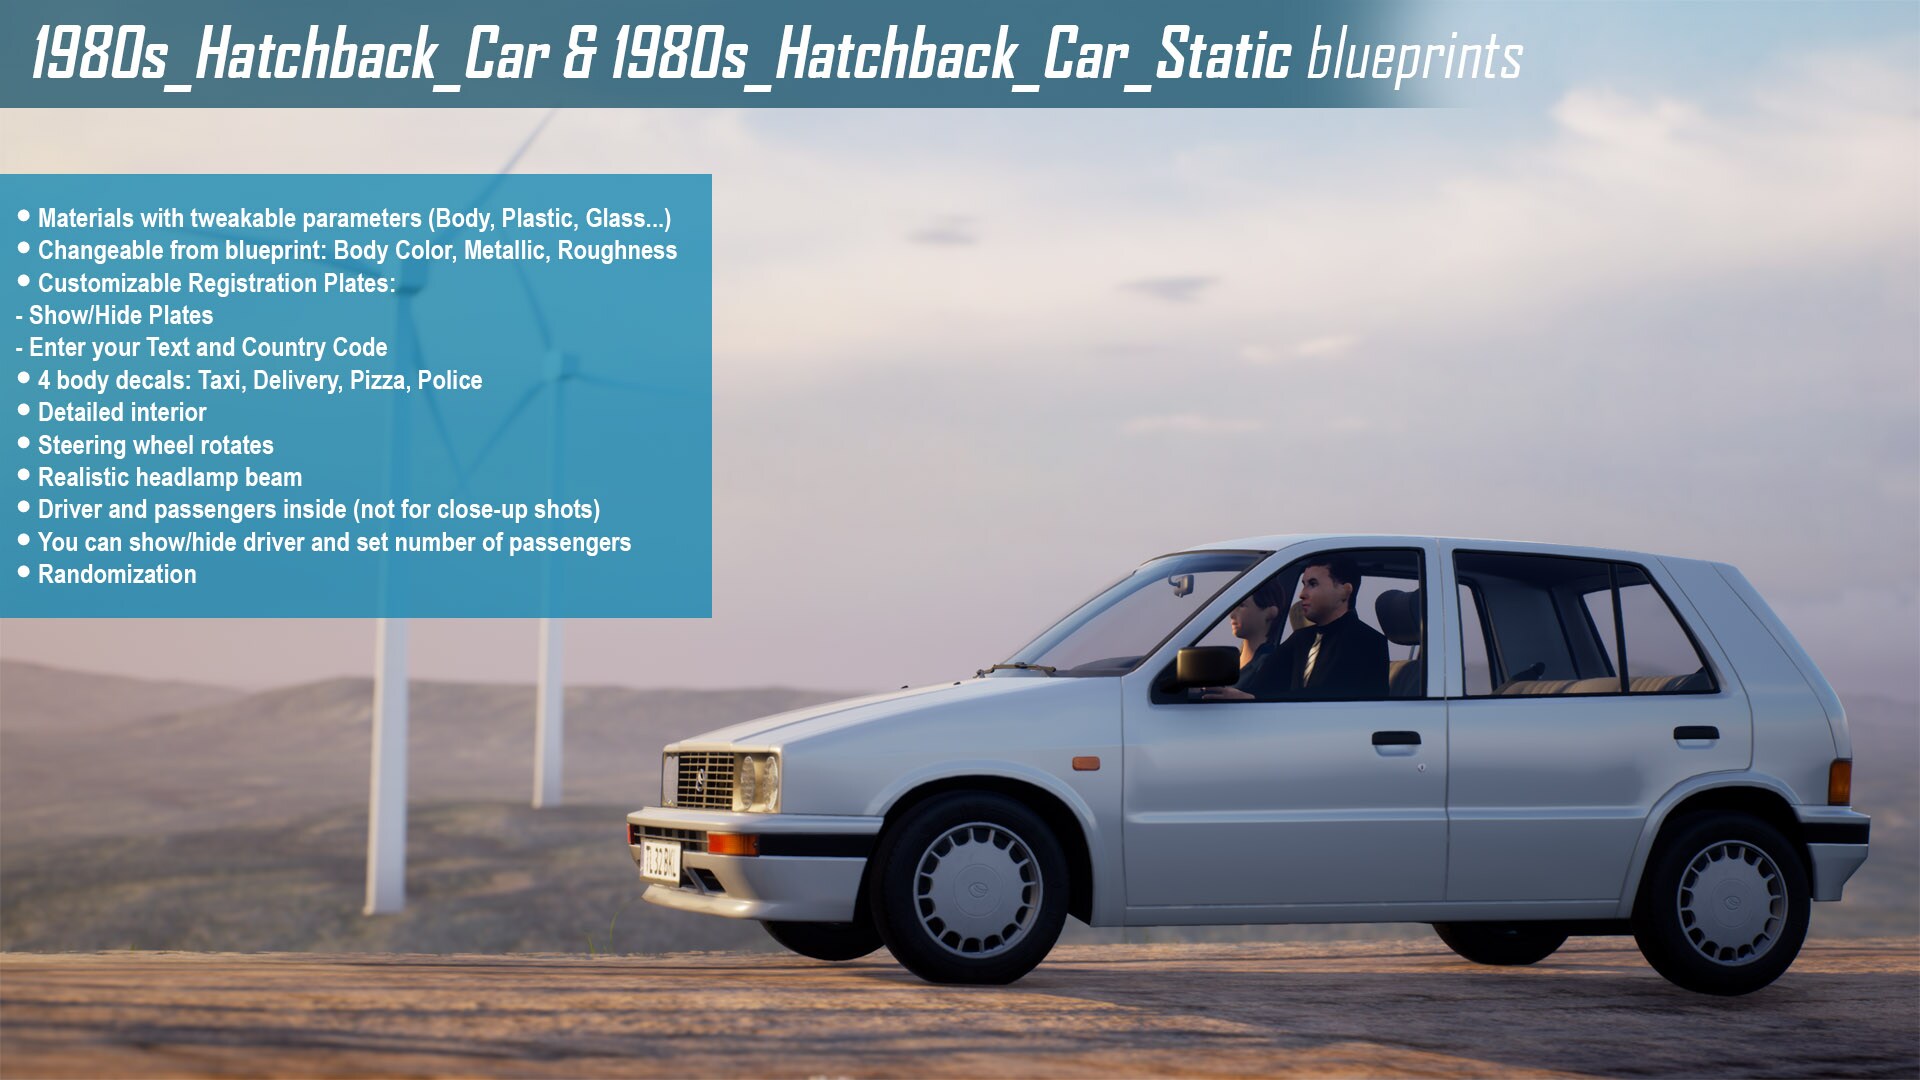 1980s_Hatchback_Car & 1980s_Hatchback_Car_Static blueprints
• Materials with tweakable parameters (Body, Plastic, Glass...)
• Changeable from blueprint: Body Color, Metallic, Roughness
• Customizable Registration Plates:
- Show/Hide Plates
- Enter your Text and Country Code
• 4 body decals: Taxi, Delivery, Pizza, Police
• Detailed interior
• Steering wheel rotates
• Realistic headlamp beam
• Driver and passengers inside (not for close-up shots)
• You can show/hide driver and set number of passengers
• Randomization